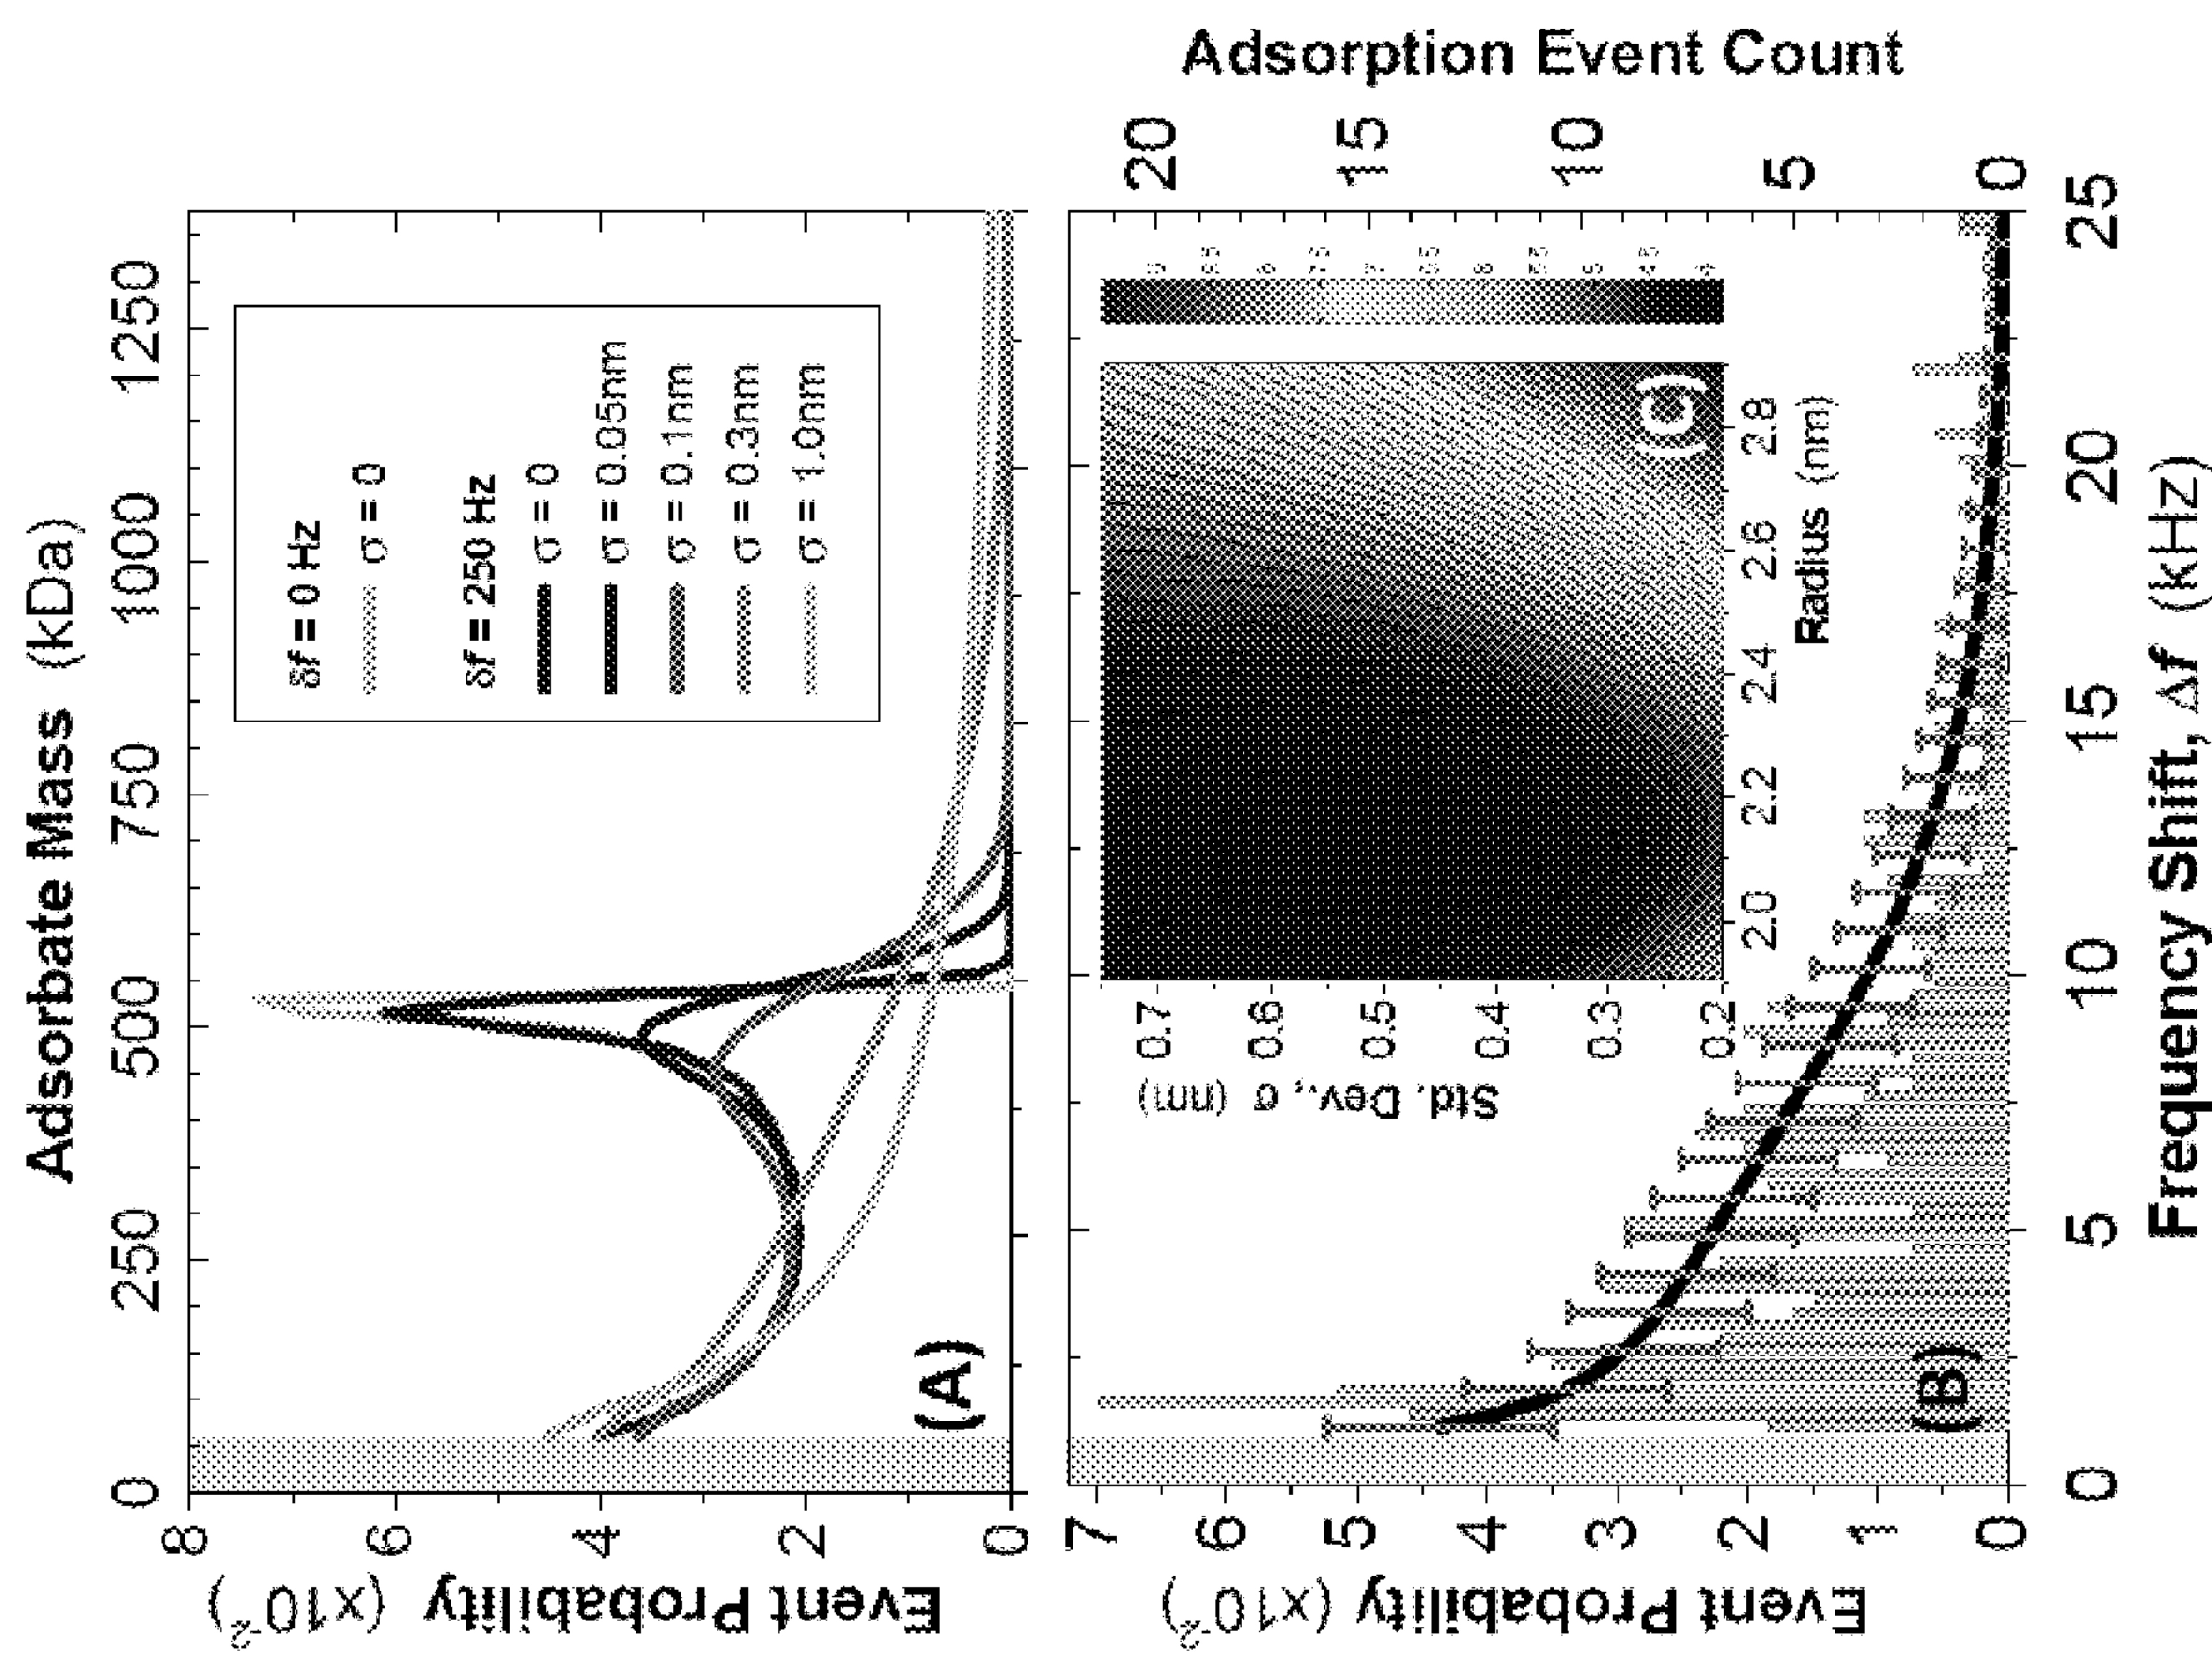 Adsorbate Mass (kDa)
0 250 500 750 1000 1250
Event Probability (x10⁻²)
8
6
4
2
0
δf = 0 Hz
σ = 0
δf = 250 Hz
σ = 0
σ = 0.05nm
σ = 0.1nm
σ = 0.3nm
σ = 1.0nm
(A)
Event Probability (x10⁻²)
7
6
5
4
3
2
1
0
Adsorption Event Count
20
15
10
5
0
Std. Dev., σ (nm)
0.7
0.6
0.5
0.4
0.3
0.2
(C)
2.0 2.2 2.4 2.6 2.8
Radius (nm)
(B)
0 5 10 15 20 25
Frequency Shift, Δf (kHz)